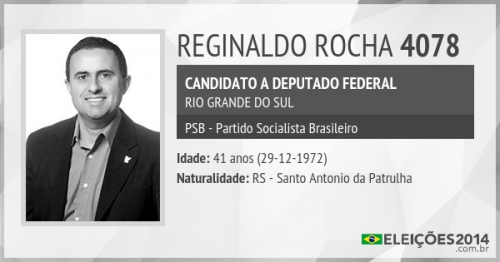 REGINALDO ROCHA 4078
CANDIDATO A DEPUTADO FEDERAL
RIO GRANDE DO SUL
PSB - Partido Socialista Brasileiro
Idade: 41 anos (29-12-1972)
Naturalidade: RS - Santo Antonio da Patrulha
ELEIÇÕES2014
.com.br